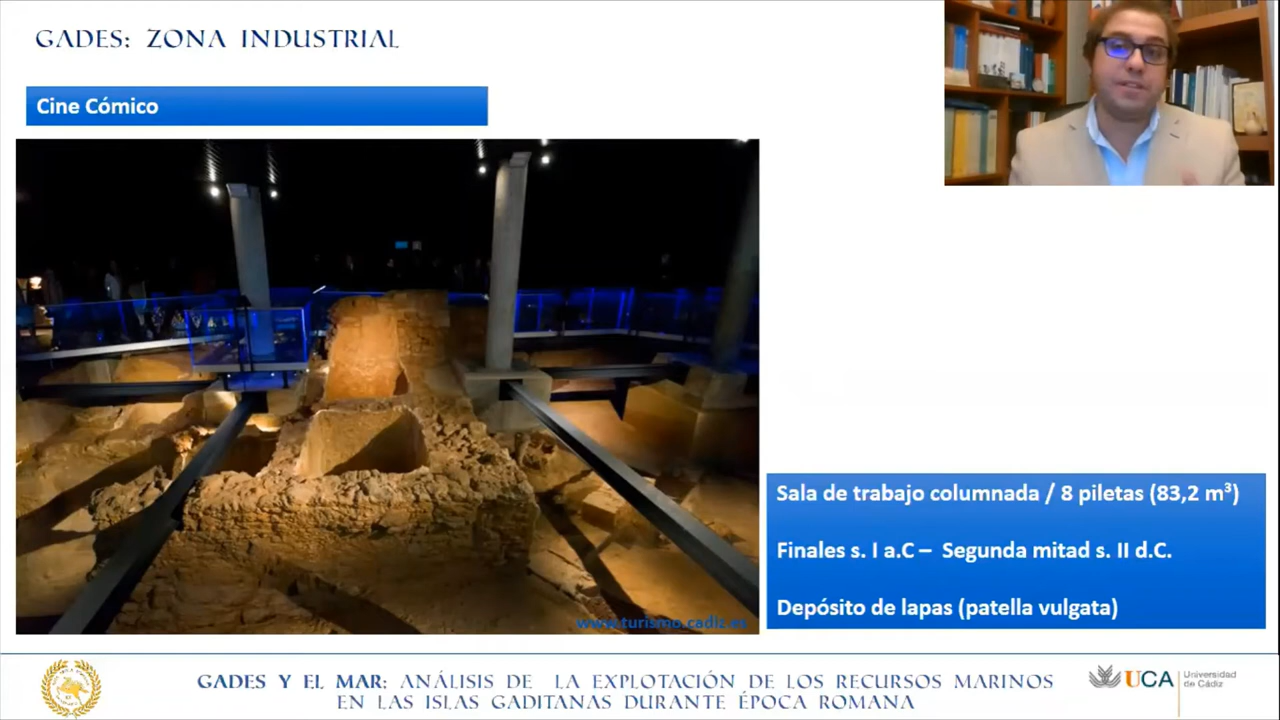 GADES: ZONA INDUSTRIAL
Cine Cómico
www.turismo.cadiz.es
Sala de trabajo columnada / 8 piletas (83,2 m³)
Finales s. I a.C – Segunda mitad s. II d.C.
Depósito de lapas (patella vulgata)
GADES Y EL MAR: ANÁLISIS DE LA EXPLOTACIÓN DE LOS RECURSOS MARINOS
EN LAS ISLAS GADITANAS DURANTE ÉPOCA ROMANA
UCA
Universidad
de Cádiz